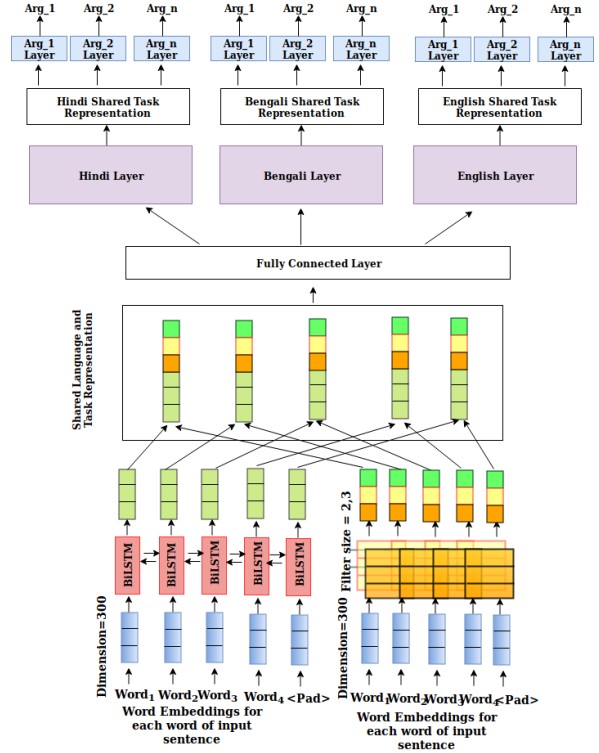 Arg_1 Arg_2 Arg_n Arg_1 Arg_2 Arg_n Arg_1 Arg_2 Arg_n
Arg_1 Arg_2 Arg_n Arg_1 Arg_2 Arg_n Arg_1 Arg_2 Arg_n
Layer Layer Layer Layer Layer Layer Layer Layer Layer
Hindi Shared Task
Representation
Bengali Shared Task
Representation
English Shared Task
Representation
Hindi Layer
Bengali Layer
English Layer
Fully Connected Layer
Shared Language and
Task Representation
BiLSTM BiLSTM BiLSTM BiLSTM BiLSTM
Filter size = 2,3
Dimension=300
Dimension=300
Word1 Word2 Word3 Word4 <Pad>
Word Embeddings for
each word of input
sentence
Word1 Word2 Word3 Word4 <Pad>
Word Embeddings for
each word of input
sentence